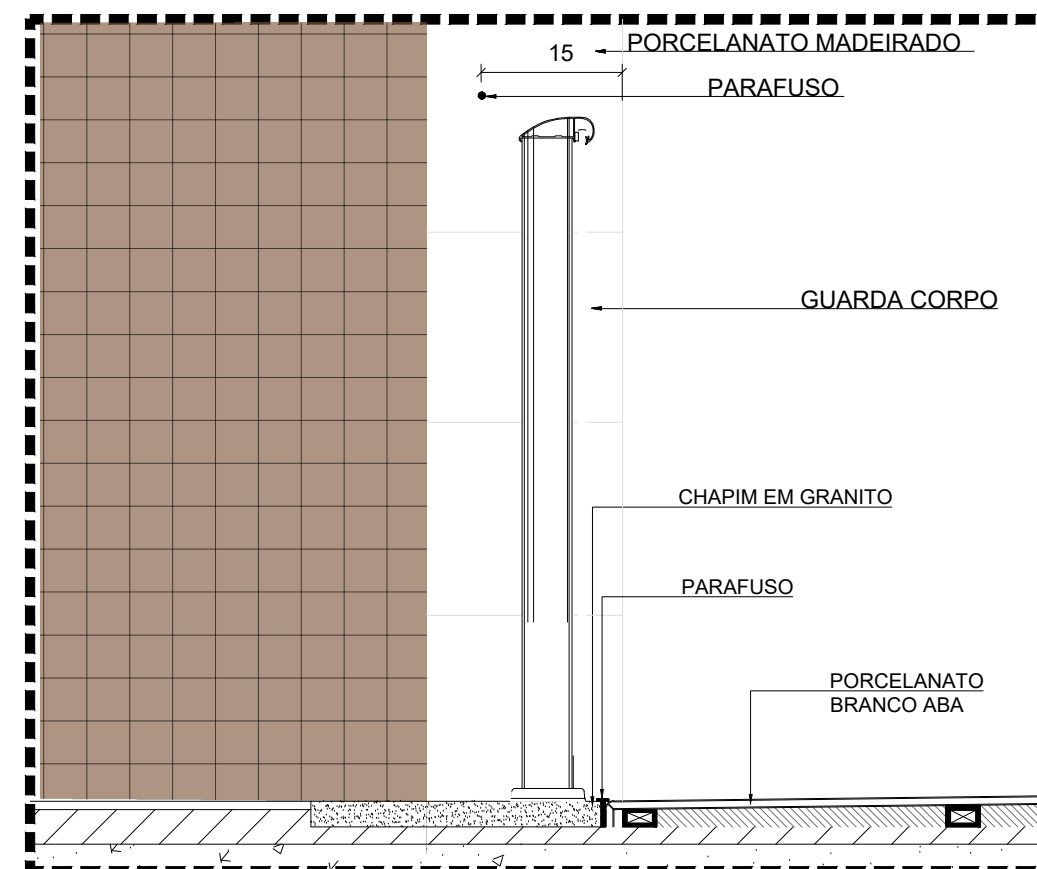 PORCELANATO MADEIRADO
15
PARAFUSO
GUARDA CORPO
CHAPIM EM GRANITO
PARAFUSO
PORCELANATO
BRANCO ABA